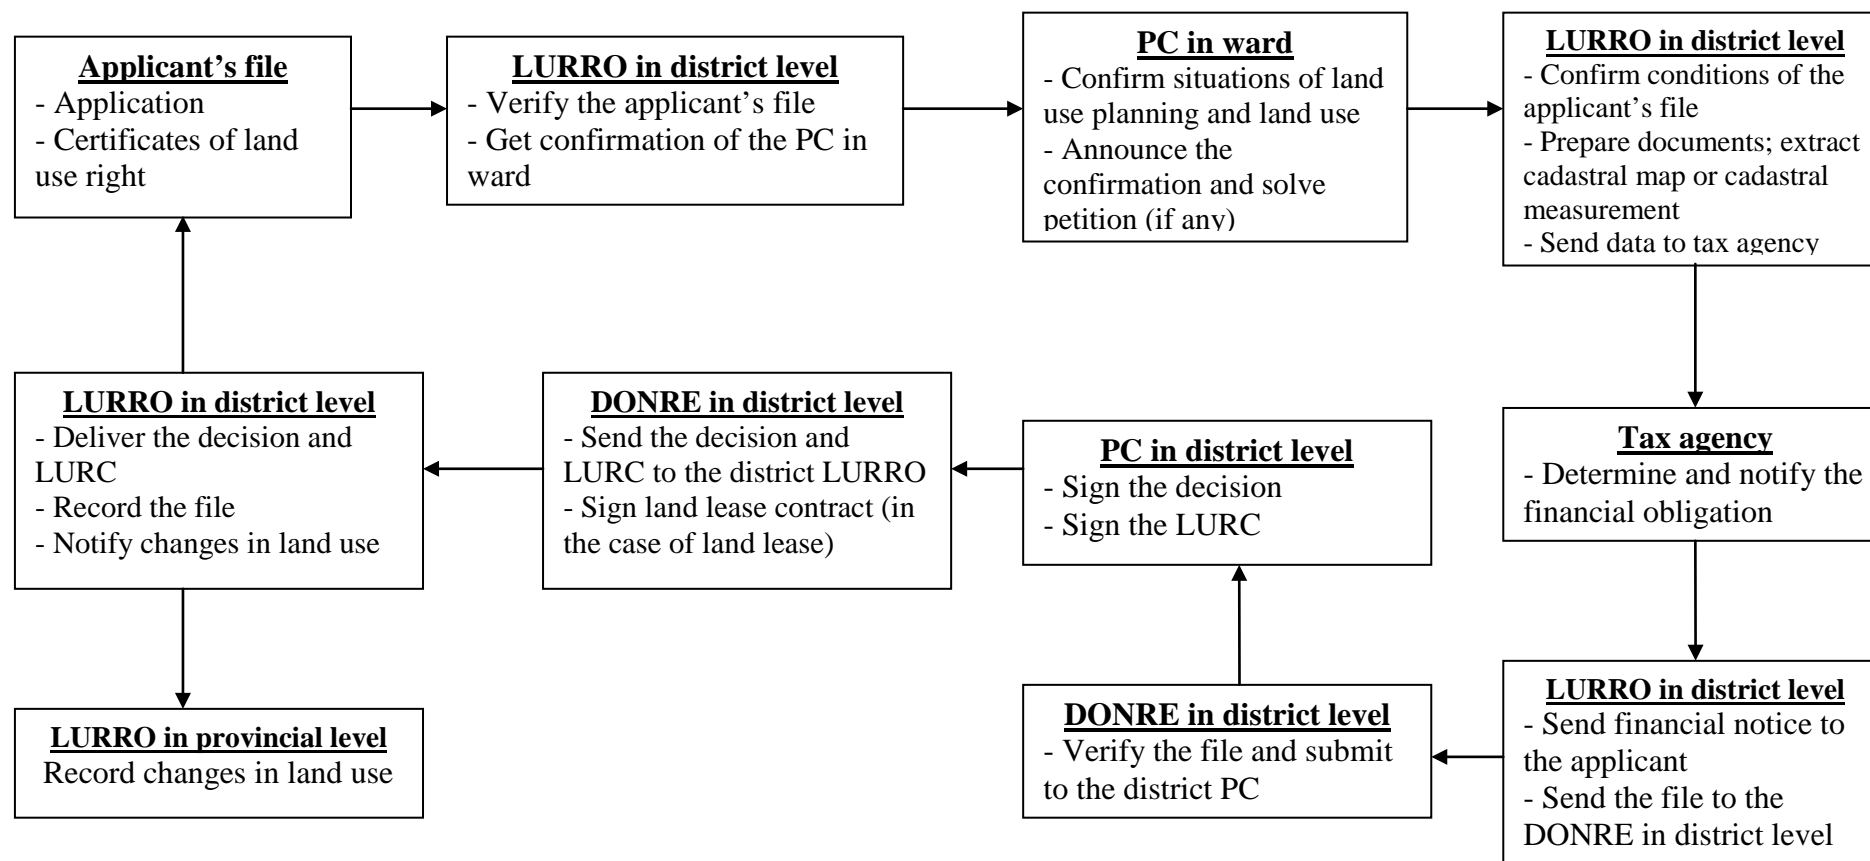 Applicant's file
- Application
- Certificates of land
use right
LURRO in district level
- Verify the applicant's file
- Get confirmation of the PC in
ward
PC in ward
- Confirm situations of land
use planning and land use
- Announce the
confirmation and solve
petition (if any)
LURRO in district level
- Confirm conditions of the
applicant's file
- Prepare documents; extract
cadastral map or cadastral
measurement
- Send data to tax agency
LURRO in district level
- Deliver the decision and
LURC
- Record the file
- Notify changes in land use
DONRE in district level
- Send the decision and
LURC to the district LURRO
- Sign land lease contract (in
the case of land lease)
PC in district level
- Sign the decision
- Sign the LURC
Tax agency
- Determine and notify the
financial obligation
LURRO in provincial level
Record changes in land use
DONRE in district level
- Verify the file and submit
to the district PC
LURRO in district level
- Send financial notice to
the applicant
- Send the file to the
DONRE in district level